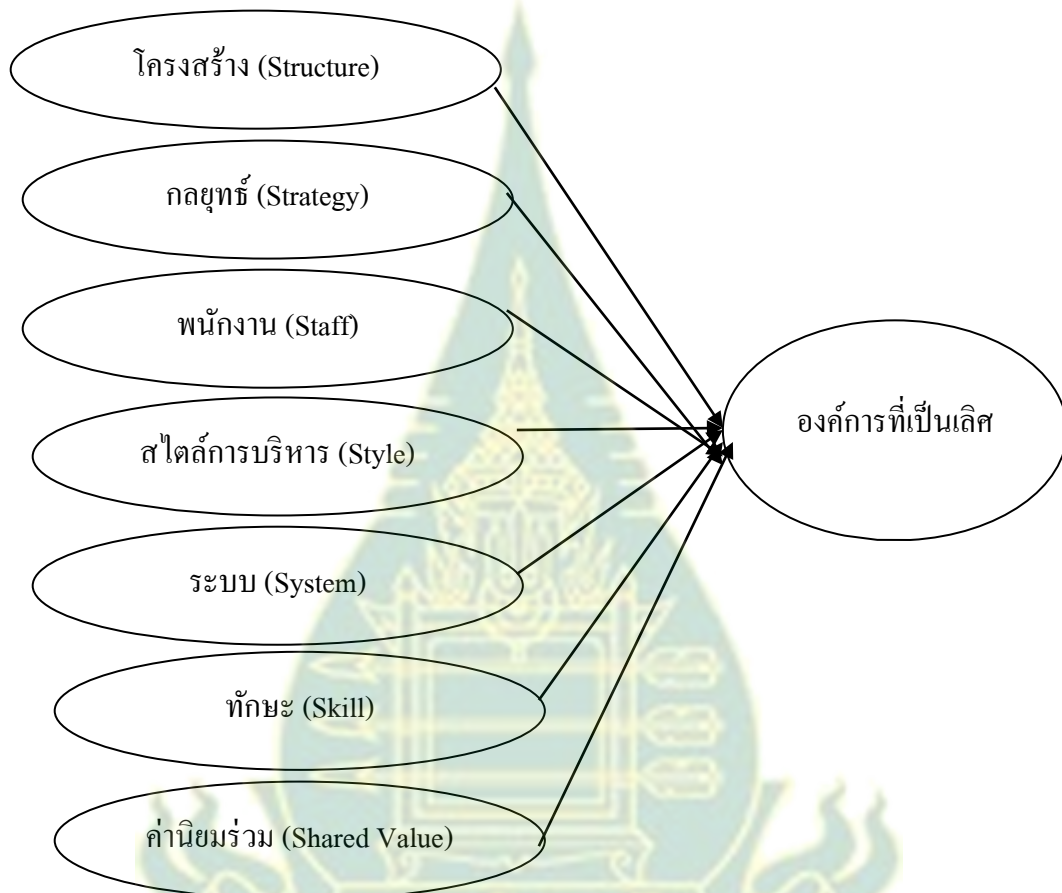 โครงสร้าง (Structure)
กลยุทธ์ (Strategy)
พนักงาน (Staff)
สไตล์การบริหาร (Style)
ระบบ (System)
ทักษะ (Skill)
ค่านิยมร่วม (Shared Value)
องค์การที่เป็นเลิศ